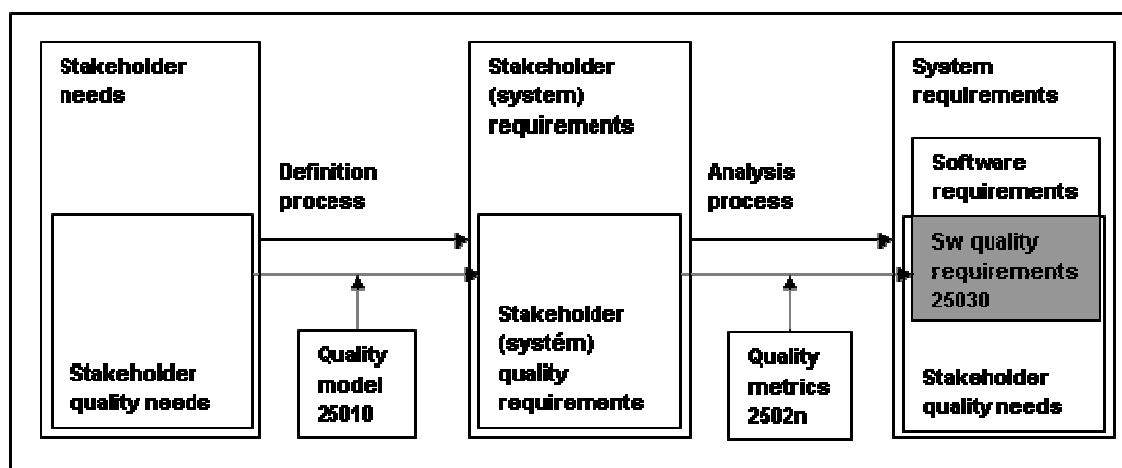 Stakeholder
needs
Stakeholder
quality needs
Definition
process
Quality
model
25010
Stakeholder
(system)
requirements
Stakeholder
(systém)
quality
requirements
Analysis
process
Quality
metrics
2502n
System
requirements
Software
requirements
Sw quality
requirements
25030
Stakeholder
quality needs